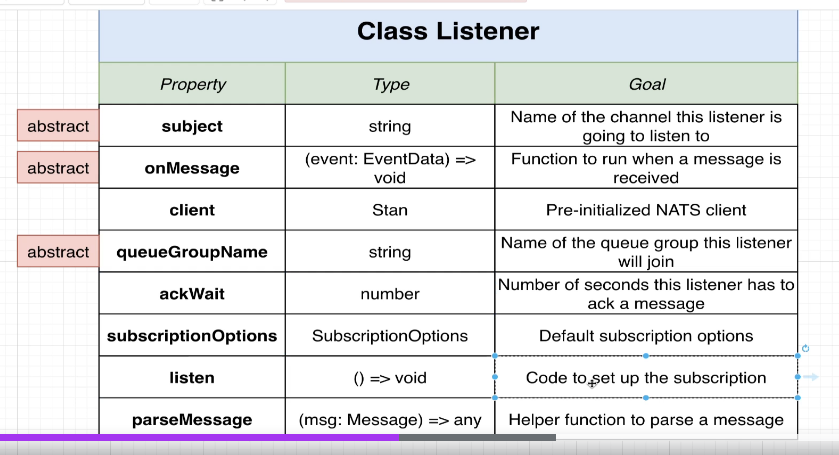 Class Listener
Property Type Goal
abstract subject string Name of the channel this listener is
going to listen to
abstract onMessage (event: EventData) =>
void Function to run when a message is
received
client Stan Pre-initialized NATS client
abstract queueGroupName string Name of the queue group this listener
will join
ackWait number Number of seconds this listener has to
ack a message
subscriptionOptions SubscriptionOptions Default subscription options
listen () => void Code to set up the subscription
parseMessage (msg: Message) => any Helper function to parse a message